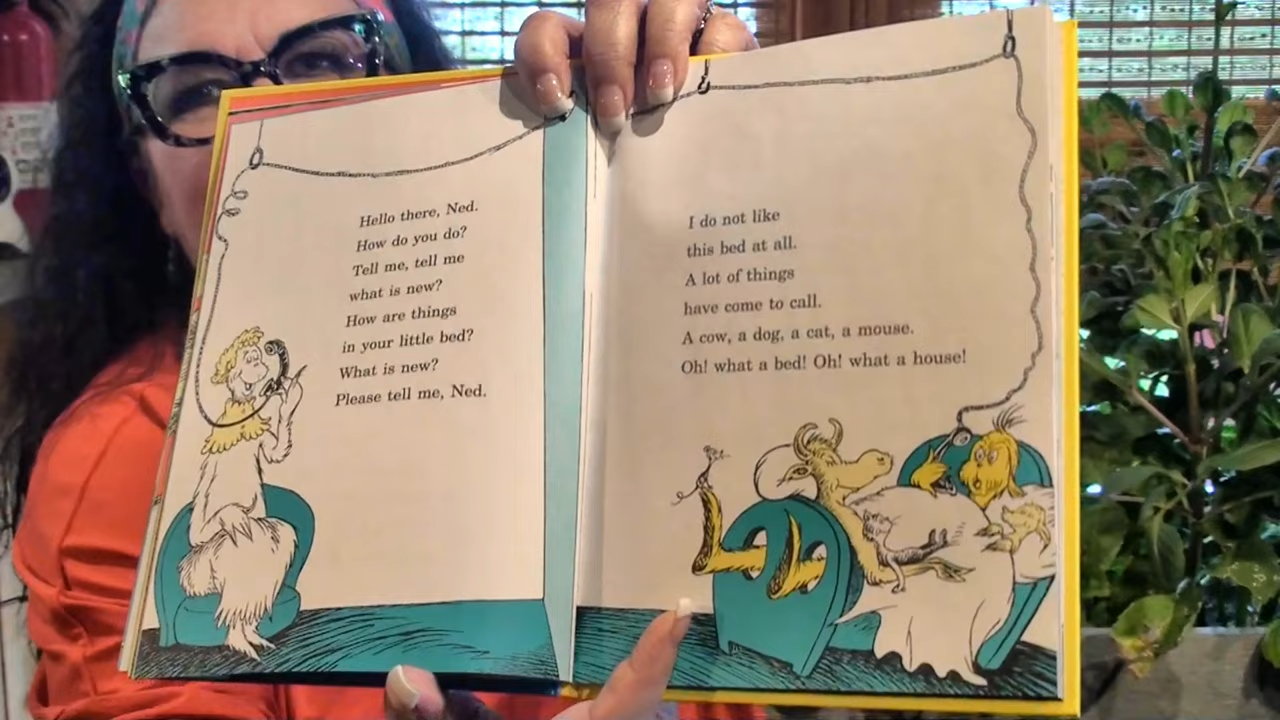 Hello there, Ned.
How do you do?
Tell me, tell me
what is new?
How are things
in your little bed?
What is new?
Please tell me, Ned.
I do not like
this bed at all.
A lot of things
have come to call.
A cow, a dog, a cat, a mouse.
Oh! what a bed! Oh! what a house!